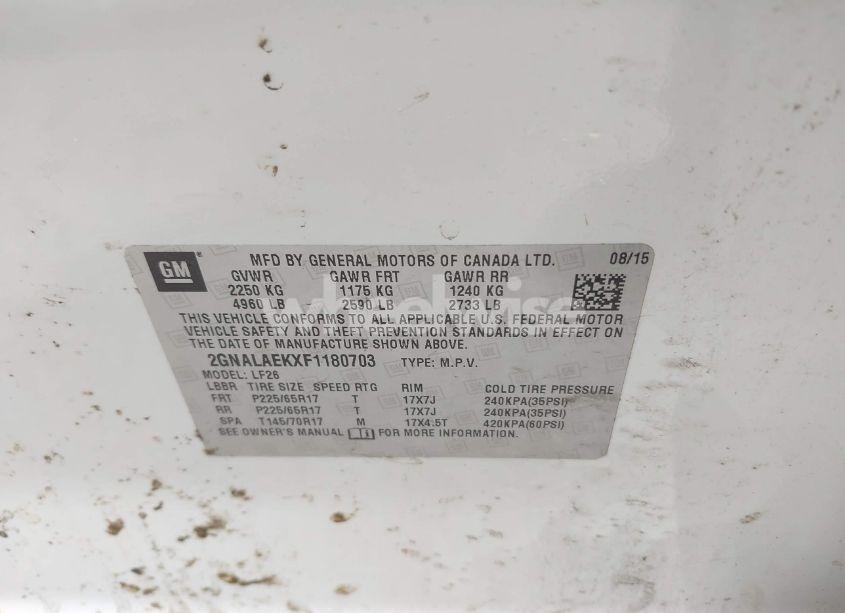 GM
MFD BY GENERAL MOTORS OF CANADA LTD. 08/15
GVWR GAWR FRT GAWR RR
2250 KG 1175 KG 1240 KG
4960 LB 2590 LB 2733 LB
THIS VEHICLE CONFORMS TO ALL APPLICABLE U.S. FEDERAL MOTOR
VEHICLE SAFETY AND THEFT PREVENTION STANDARDS IN EFFECT ON
THE DATE OF MANUFACTURE SHOWN ABOVE.
2GNALAEKXF1180703 TYPE: M.P.V.
MODEL: LF26
LBBR TIRE SIZE SPEED RTG RIM COLD TIRE PRESSURE
FRT P225/65R17 T 17X7J 240KPA(35PSI)
RR P225/65R17 T 17X7J 240KPA(35PSI)
SPA T145/70R17 M 17X4.5T 420KPA(60PSI)
SEE OWNER'S MANUAL FOR MORE INFORMATION.